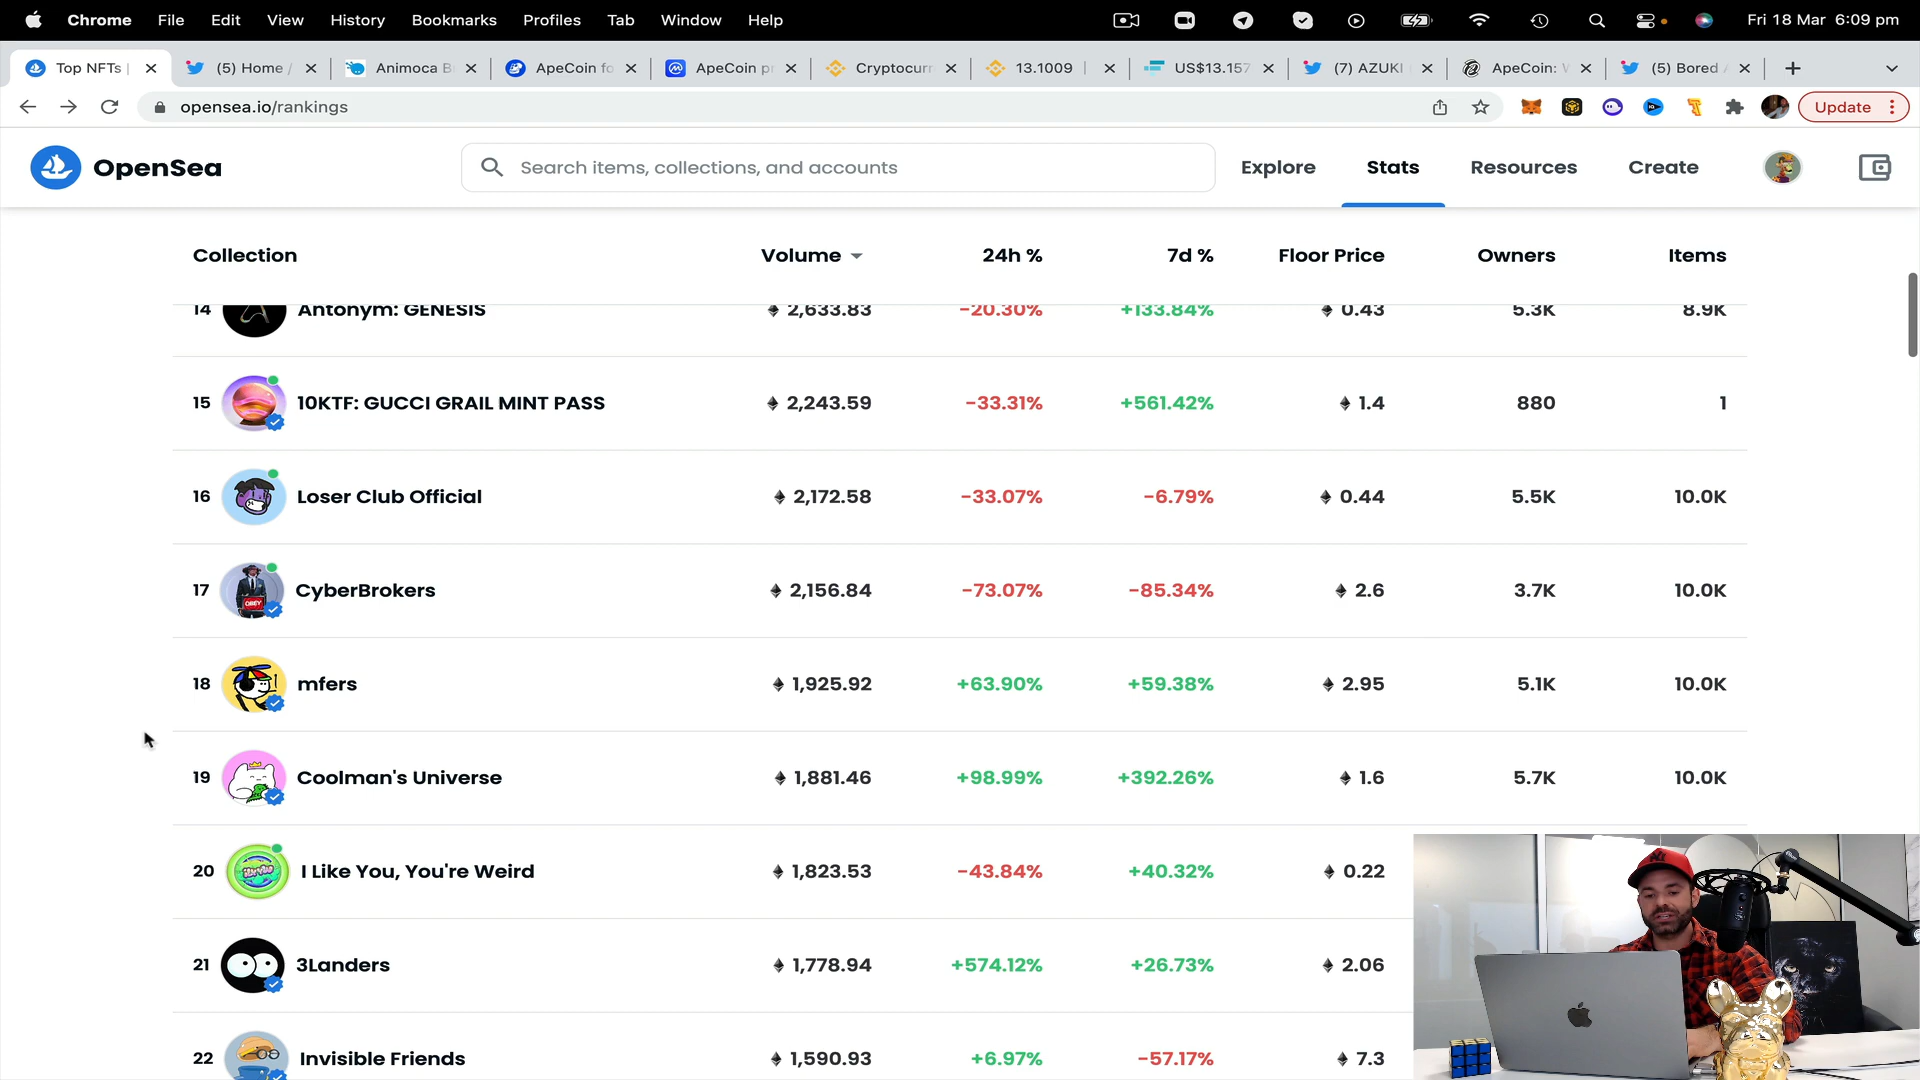 Chrome File Edit View History Bookmarks Profiles Tab Window Help Fri 18 Mar 6:09 pm
Top NFTs | (5) Home / Animoca B ApeCoin fo ApeCoin pr Cryptocurr 13.1009 | US$13.157 (7) AZUKI ApeCoin: (5) Bored
opensea.io/rankings Update
OpenSea Search items, collections, and accounts Explore Stats Resources Create
Collection Volume 24h % 7d % Floor Price Owners Items
14 Antonym: GENESIS 2,633.83 -20.30% +133.84% 0.43 5.3K 8.9K
15 10KTF: GUCCI GRAIL MINT PASS 2,243.59 -33.31% +561.42% 1.4 880 1
16 Loser Club Official 2,172.58 -33.07% -6.79% 0.44 5.5K 10.0K
17 CyberBrokers 2,156.84 -73.07% -85.34% 2.6 3.7K 10.0K
OBEY
18 mfers 1,925.92 +63.90% +59.38% 2.95 5.1K 10.0K
19 Coolman's Universe 1,881.46 +98.99% +392.26% 1.6 5.7K 10.0K
20 I Like You, You're Weird 1,823.53 -43.84% +40.32% 0.22
21 3Landers 1,778.94 +574.12% +26.73% 2.06
22 Invisible Friends 1,590.93 +6.97% -57.17% 7.3